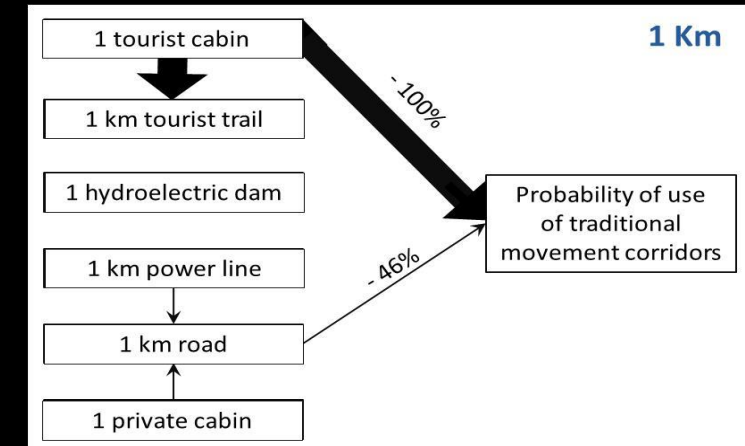 1 Km
1 tourist cabin
- 100%
1 km tourist trail
1 hydroelectric dam
Probability of use
of traditional
movement corridors
1 km power line
- 46%
1 km road
1 private cabin